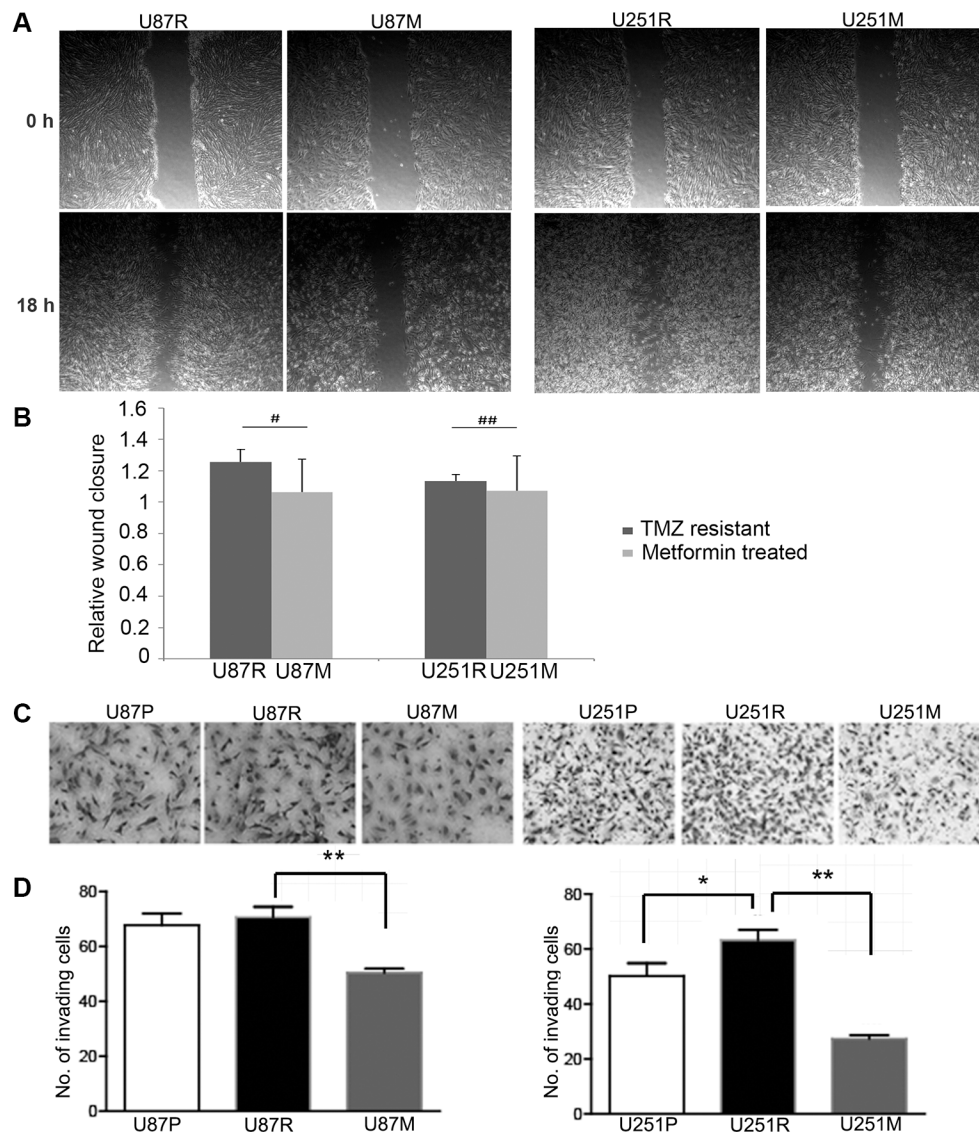 A
U87R U87M U251R U251M
0 h
18 h
B
Relative wound closure
1.6
1.4
1.2
1
0.8
0.6
0.4
0.2
0
# ##
U87R U87M U251R U251M
TMZ resistant
Metformin treated
C
U87P U87R U87M U251P U251R U251M
D
No. of invading cells
80
60
40
20
0
**
U87P U87R U87M
No. of invading cells
80
60
40
20
0
* **
U251P U251R U251M